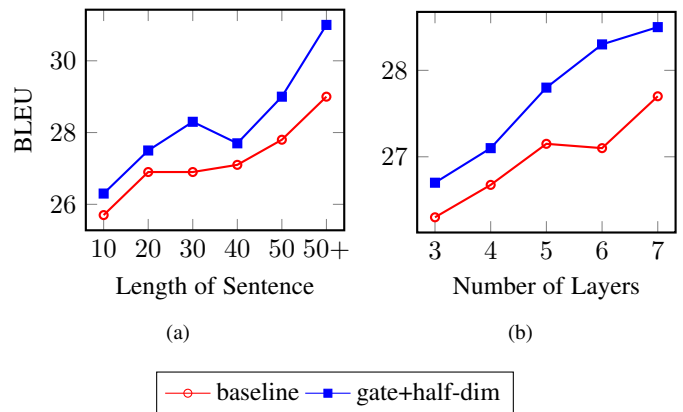 30
28
26
BLEU
10 20 30 40 50 50+
Length of Sentence
(a)
28
27
3 4 5 6 7
Number of Layers
(b)
baseline gate+half-dim